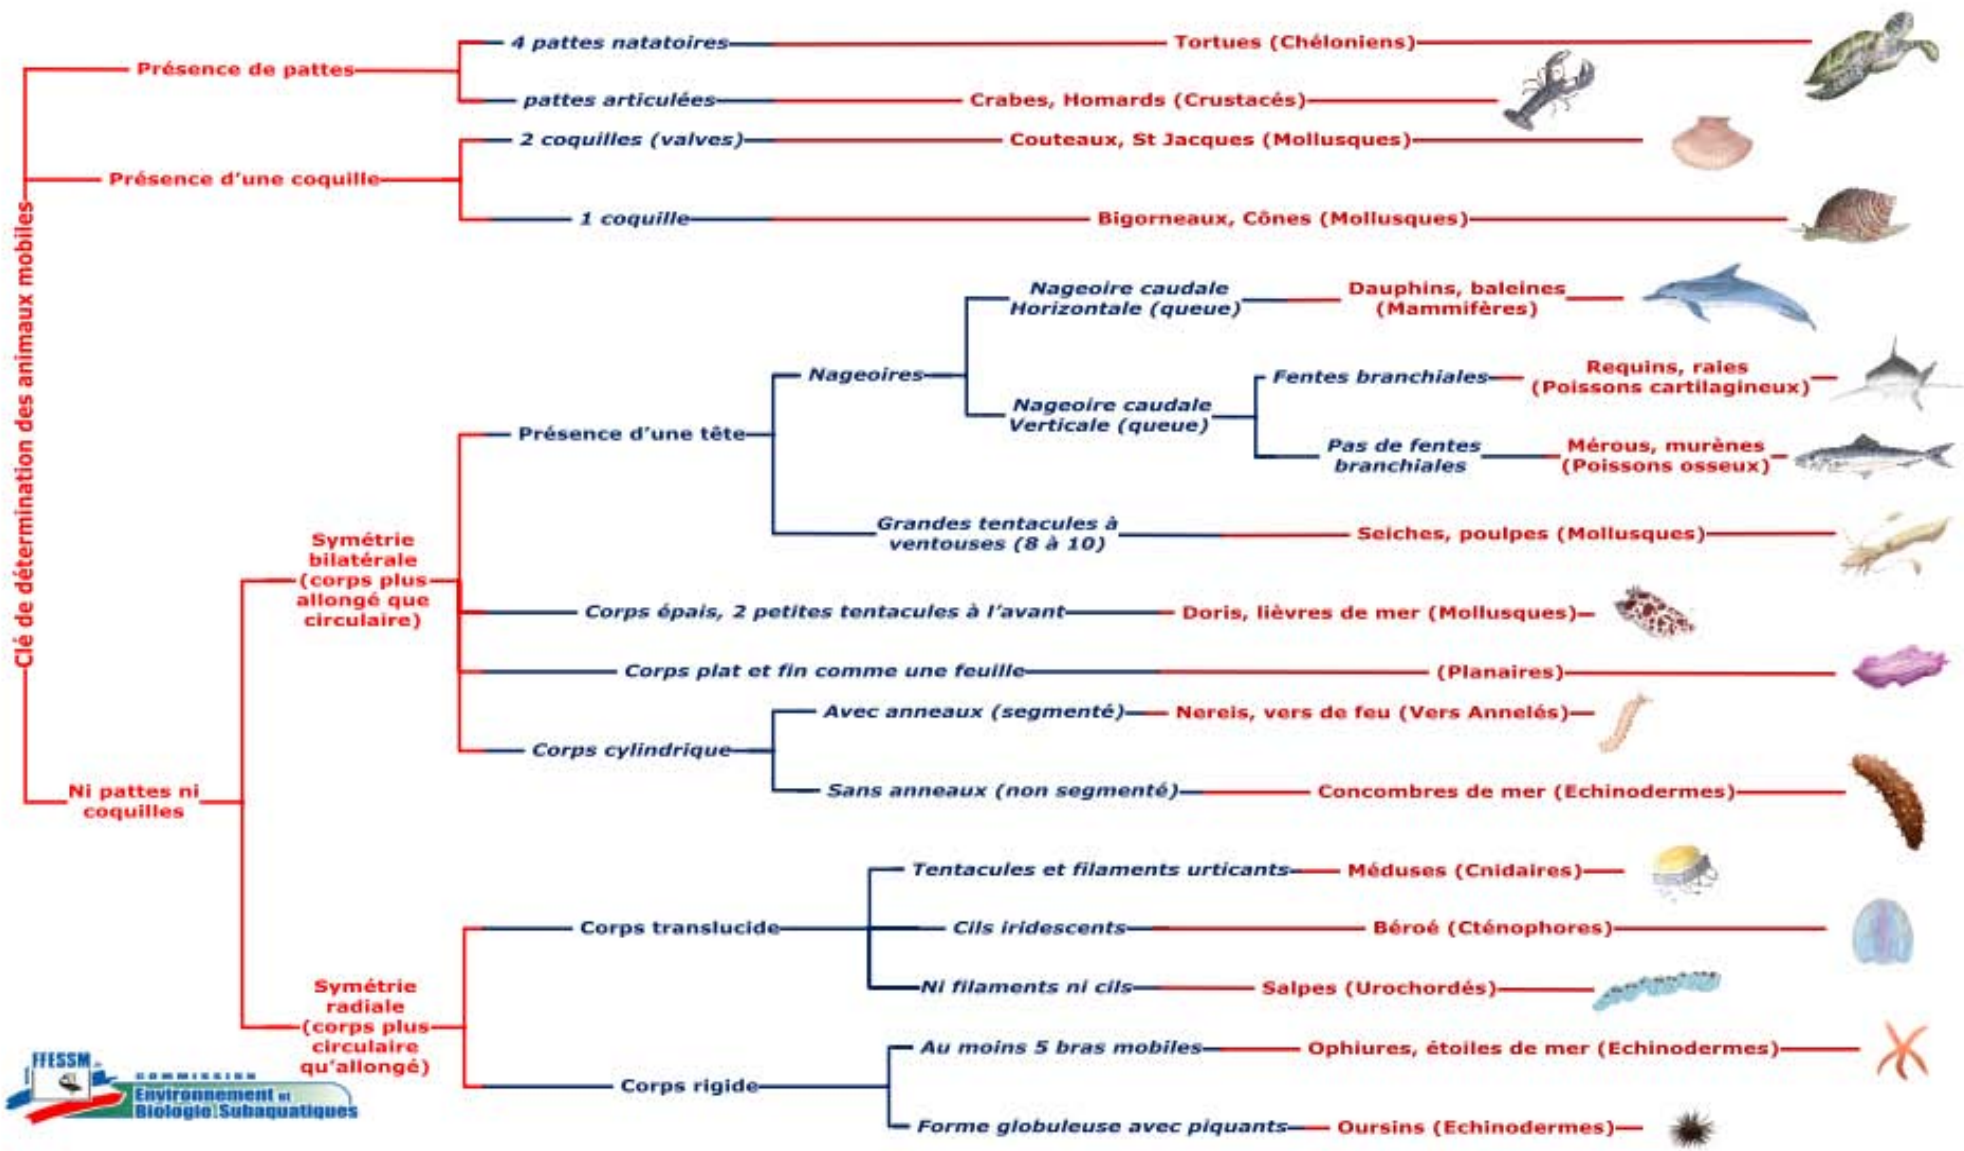 Clé de détermination des animaux mobiles
Présence de pattes
4 pattes natatoires
Tortues (Chéloniens)
pattes articulées
Crabes, Homards (Crustacés)
Présence d'une coquille
2 coquilles (valves)
Couteaux, St Jacques (Mollusques)
1 coquille
Bigorneaux, Cônes (Mollusques)
Ni pattes ni
coquilles
Symétrie
bilatérale
(corps plus
allongé que
circulaire)
Présence d'une tête
Nageoires
Nageoire caudale
Horizontale (queue)
Dauphins, baleines
(Mammifères)
Nageoire caudale
Verticale (queue)
Fentes branchiales
Requins, raies
(Poissons cartilagineux)
Pas de fentes
branchiales
Mérous, murènes
(Poissons osseux)
Grandes tentacules à
ventouses (8 à 10)
Seiches, poulpes (Mollusques)
Corps épais, 2 petites tentacules à l'avant
Doris, lièvres de mer (Mollusques)
Corps plat et fin comme une feuille
(Planaires)
Corps cylindrique
Avec anneaux (segmenté)
Nereis, vers de feu (Vers Annelés)
Sans anneaux (non segmenté)
Concombres de mer (Echinodermes)
Symétrie
radiale
(corps plus
circulaire
qu'allongé)
Corps translucide
Tentacules et filaments urticants
Méduses (Cnidaires)
Cils iridescents
Béroé (Cténophores)
Ni filaments ni cils
Salpes (Urochordés)
Corps rigide
Au moins 5 bras mobiles
Ophiures, étoiles de mer (Echinodermes)
Forme globuleuse avec piquants
Oursins (Echinodermes)
FFESSM
COMMISSION
Environnement et
Biologie Subaquatiques